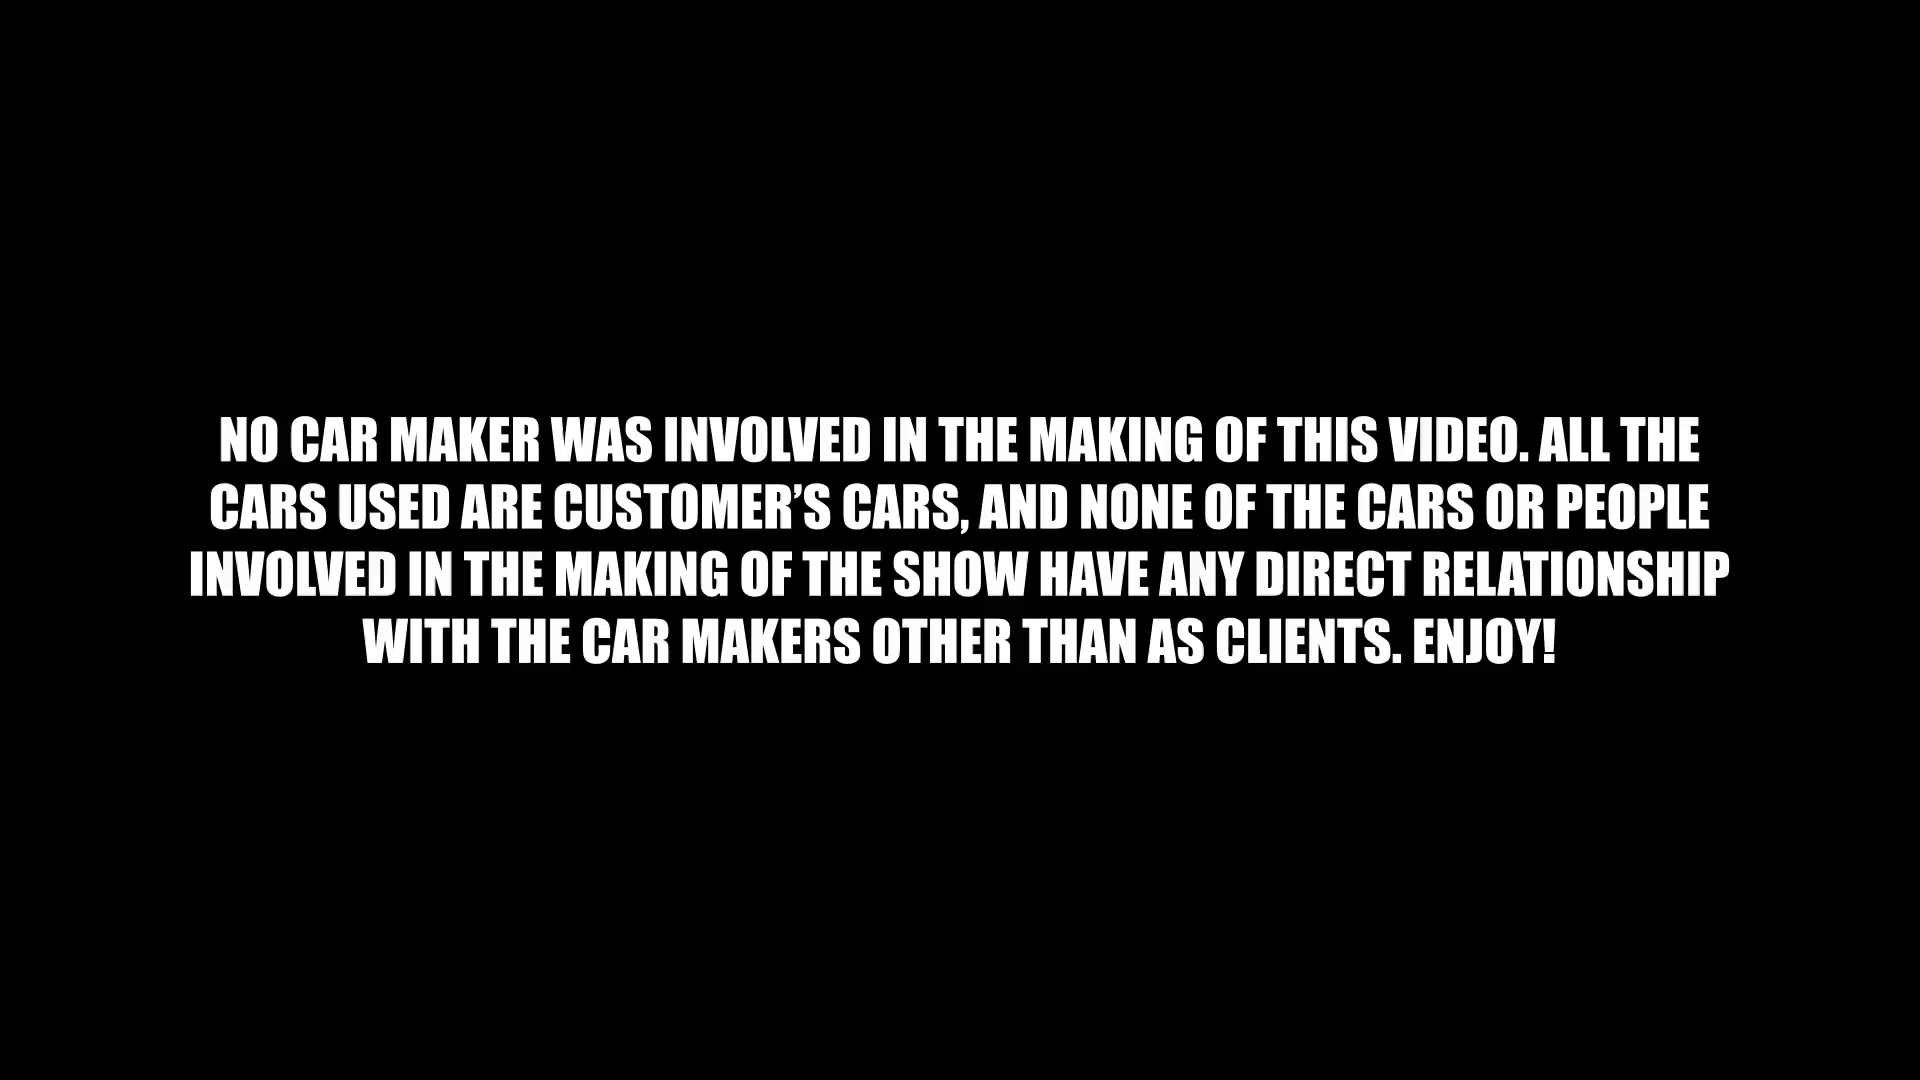 NO CAR MAKER WAS INVOLVED IN THE MAKING OF THIS VIDEO. ALL THE
CARS USED ARE CUSTOMER’S CARS, AND NONE OF THE CARS OR PEOPLE
INVOLVED IN THE MAKING OF THE SHOW HAVE ANY DIRECT RELATIONSHIP
WITH THE CAR MAKERS OTHER THAN AS CLIENTS. ENJOY!